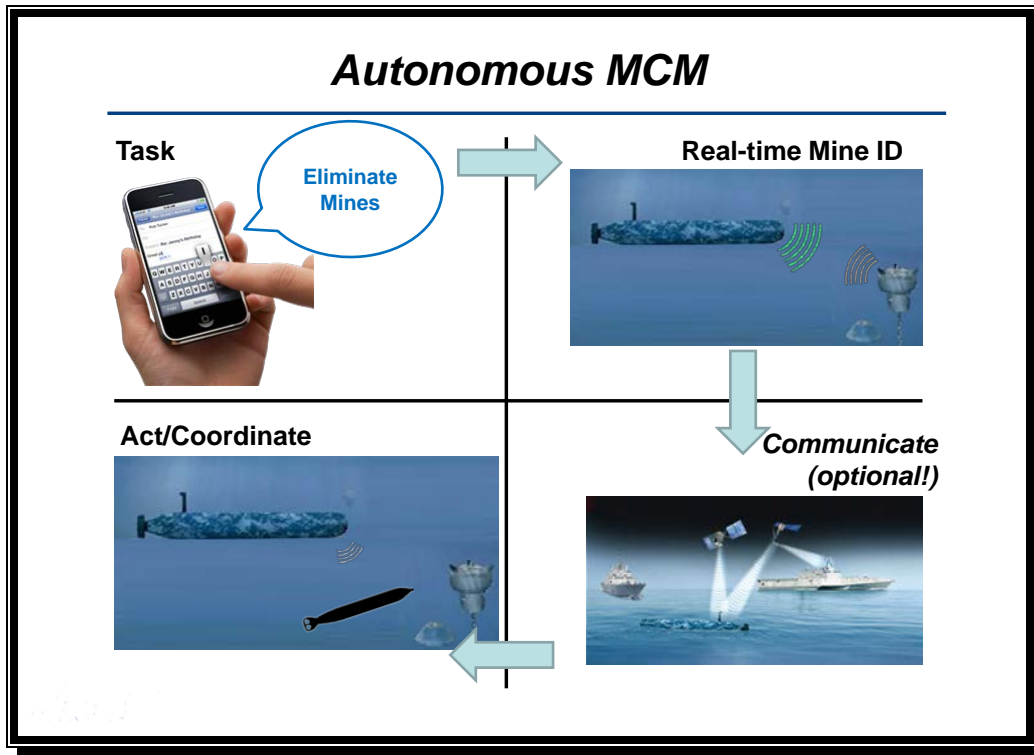 Autonomous MCM
Task
Eliminate
Mines
Real-time Mine ID
Act/Coordinate
Communicate
(optional!)